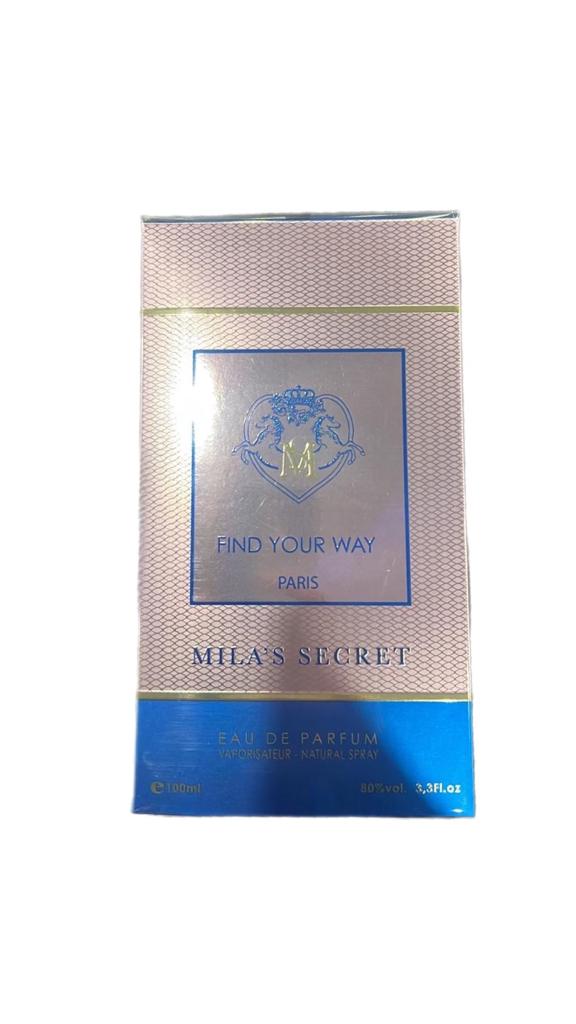 M
FIND YOUR WAY
PARIS
MILA'S SECRET
EAU DE PARFUM
VAPORISATEUR - NATURAL SPRAY
℮100ml 80%vol. 3,3Fl.oz